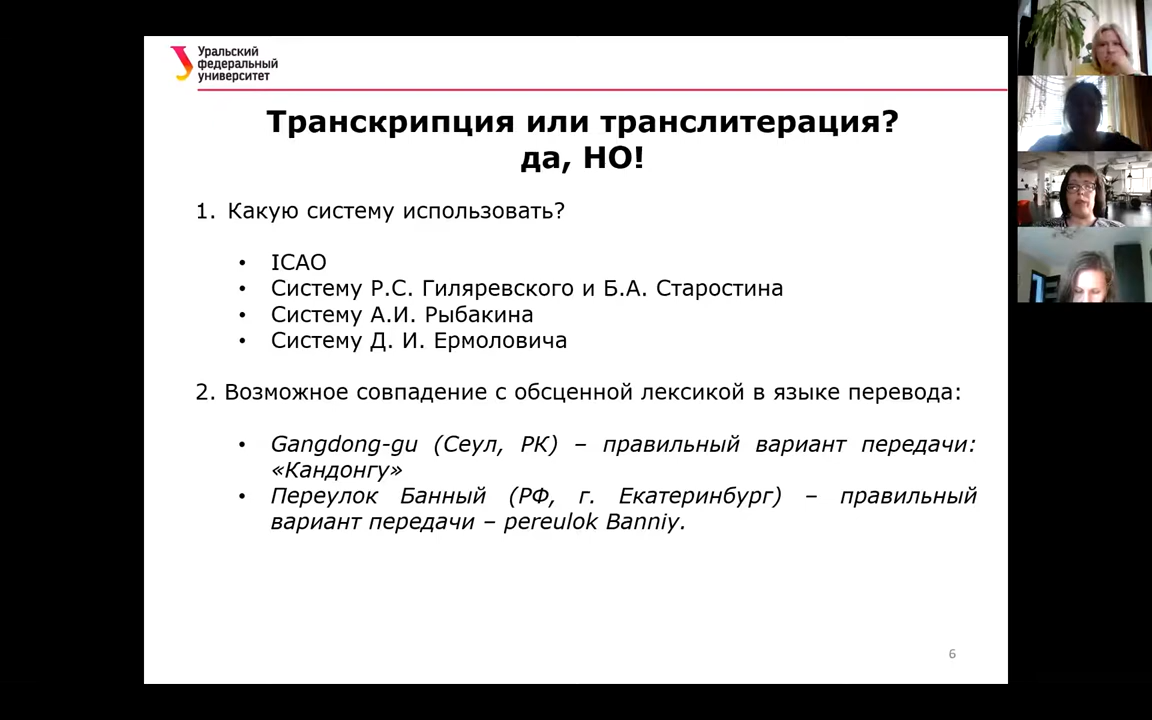 Уральский
федеральный
университет
Транскрипция или транслитерация?
да, НО!
1. Какую систему использовать?
• ICAO
• Систему Р.С. Гиляревского и Б.А. Старостина
• Систему А.И. Рыбакина
• Систему Д. И. Ермоловича
2. Возможное совпадение с обсценной лексикой в языке перевода:
• Gangdong-gu (Сеул, РК) – правильный вариант передачи:
«Кандонгу»
• Переулок Банный (РФ, г. Екатеринбург) – правильный
вариант передачи – pereulok Banniy.
6